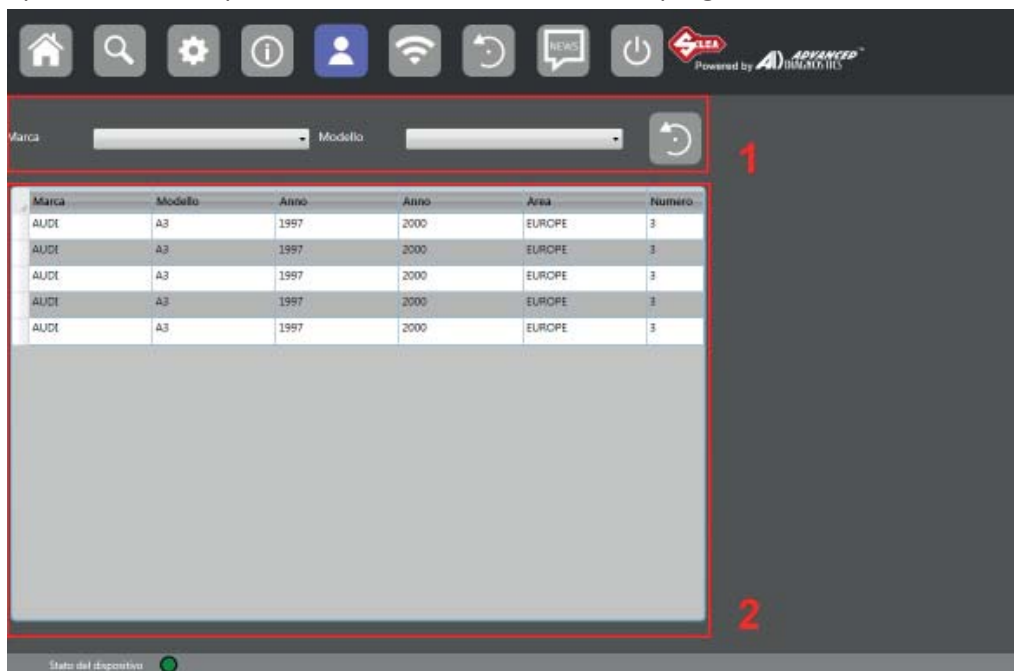 NEWS
SILCA
Powered by AD ADVANCED DIAGNOSTICS™
Marca Modello
1
Marca Modello Anno Anno Area Numero
AUDI A3 1997 2000 EUROPE 3
AUDI A3 1997 2000 EUROPE 3
AUDI A3 1997 2000 EUROPE 3
AUDI A3 1997 2000 EUROPE 3
AUDI A3 1997 2000 EUROPE 3
2
Stato del dispositivo